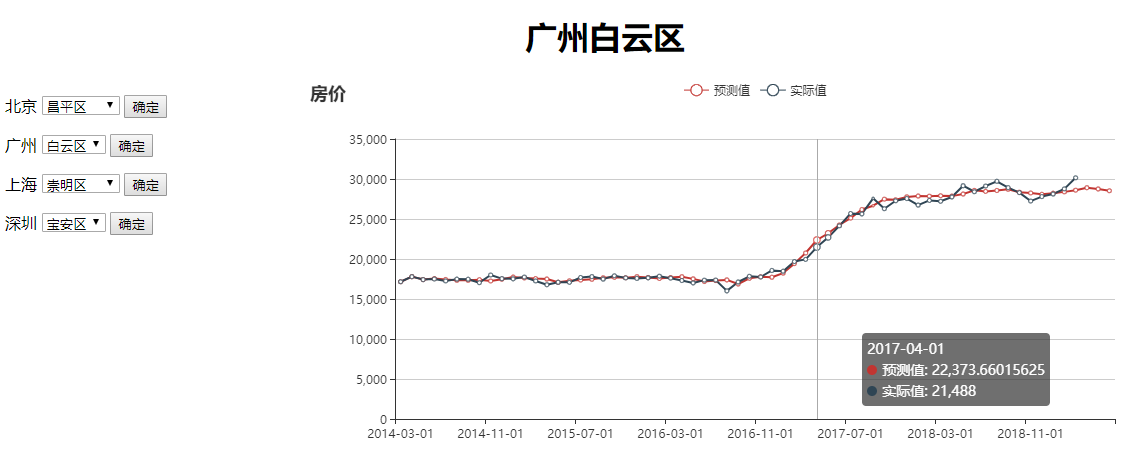 广州白云区
北京 昌平区 确定
广州 白云区 确定
上海 崇明区 确定
深圳 宝安区 确定
房价
预测值 实际值
35,000
30,000
25,000
20,000
15,000
10,000
5,000
0
2014-03-01 2014-11-01 2015-07-01 2016-03-01 2016-11-01 2017-07-01 2018-03-01 2018-11-01
2017-04-01
预测值: 22,373.66015625
实际值: 21,488